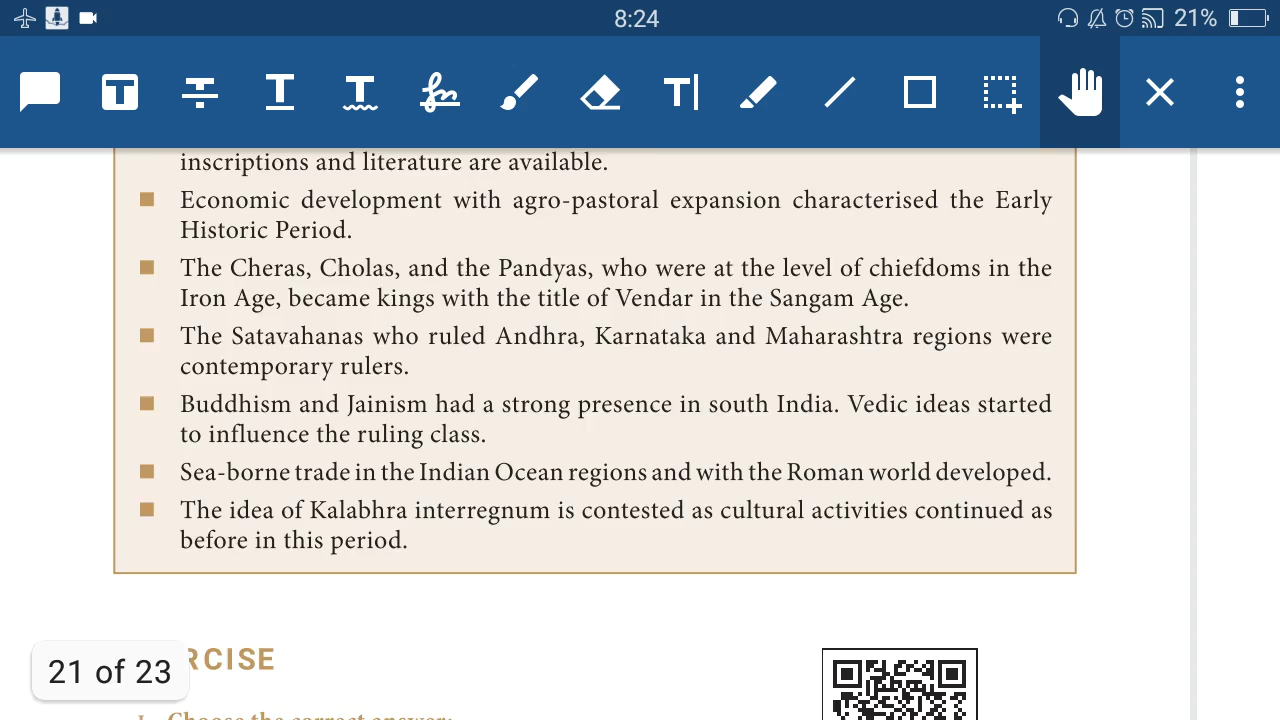 8:24
21%
inscriptions and literature are available.
■ Economic development with agro-pastoral expansion characterised the Early
Historic Period.
■ The Cheras, Cholas, and the Pandyas, who were at the level of chiefdoms in the
Iron Age, became kings with the title of Vendar in the Sangam Age.
■ The Satavahanas who ruled Andhra, Karnataka and Maharashtra regions were
contemporary rulers.
■ Buddhism and Jainism had a strong presence in south India. Vedic ideas started
to influence the ruling class.
■ Sea-borne trade in the Indian Ocean regions and with the Roman world developed.
■ The idea of Kalabhra interregnum is contested as cultural activities continued as
before in this period.
RCISE
21 of 23
I. Choose the correct answer: